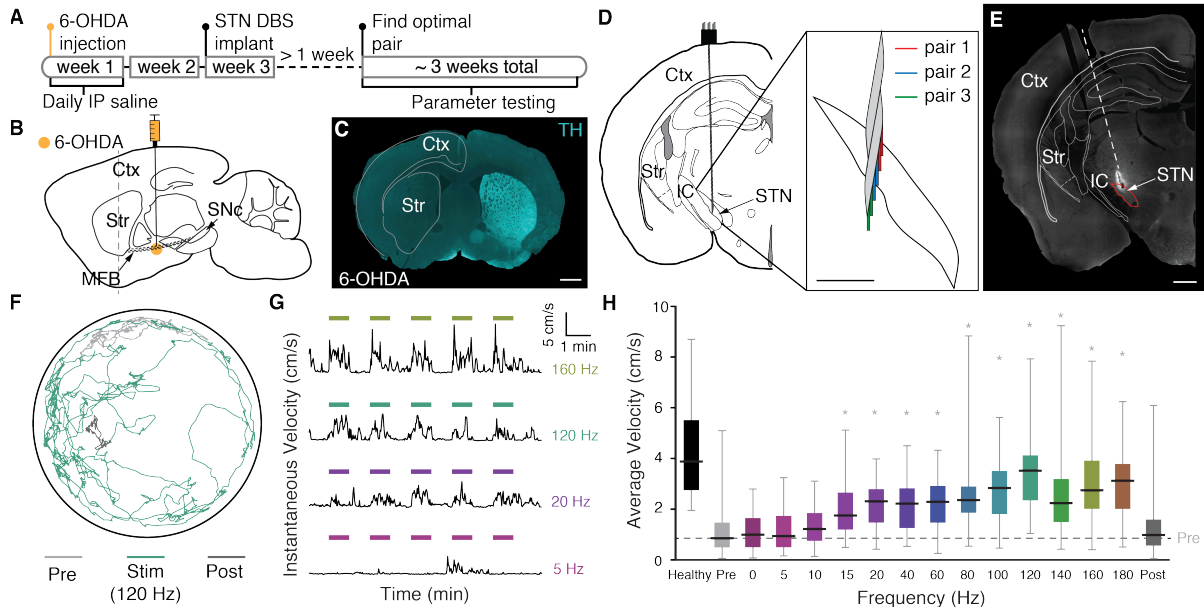 A
6-OHDA
injection
STN DBS
implant
> 1 week
Find optimal
pair
week 1
week 2
week 3
~ 3 weeks total
Daily IP saline
Parameter testing
B
6-OHDA
Ctx
Str
SNc
MFB
C
TH
Ctx
Str
6-OHDA
D
Ctx
Str
IC
STN
pair 1
pair 2
pair 3
E
Ctx
Str
IC
STN
F
Pre
Stim
(120 Hz)
Post
G
Instantaneous Velocity (cm/s)
5 cm/s
1 min
160 Hz
120 Hz
20 Hz
5 Hz
Time (min)
H
Average Velocity (cm/s)
10
8
6
4
2
0
* * * * * * * * * *
Pre
Healthy Pre 0 5 10 15 20 40 60 80 100 120 140 160 180 Post
Frequency (Hz)